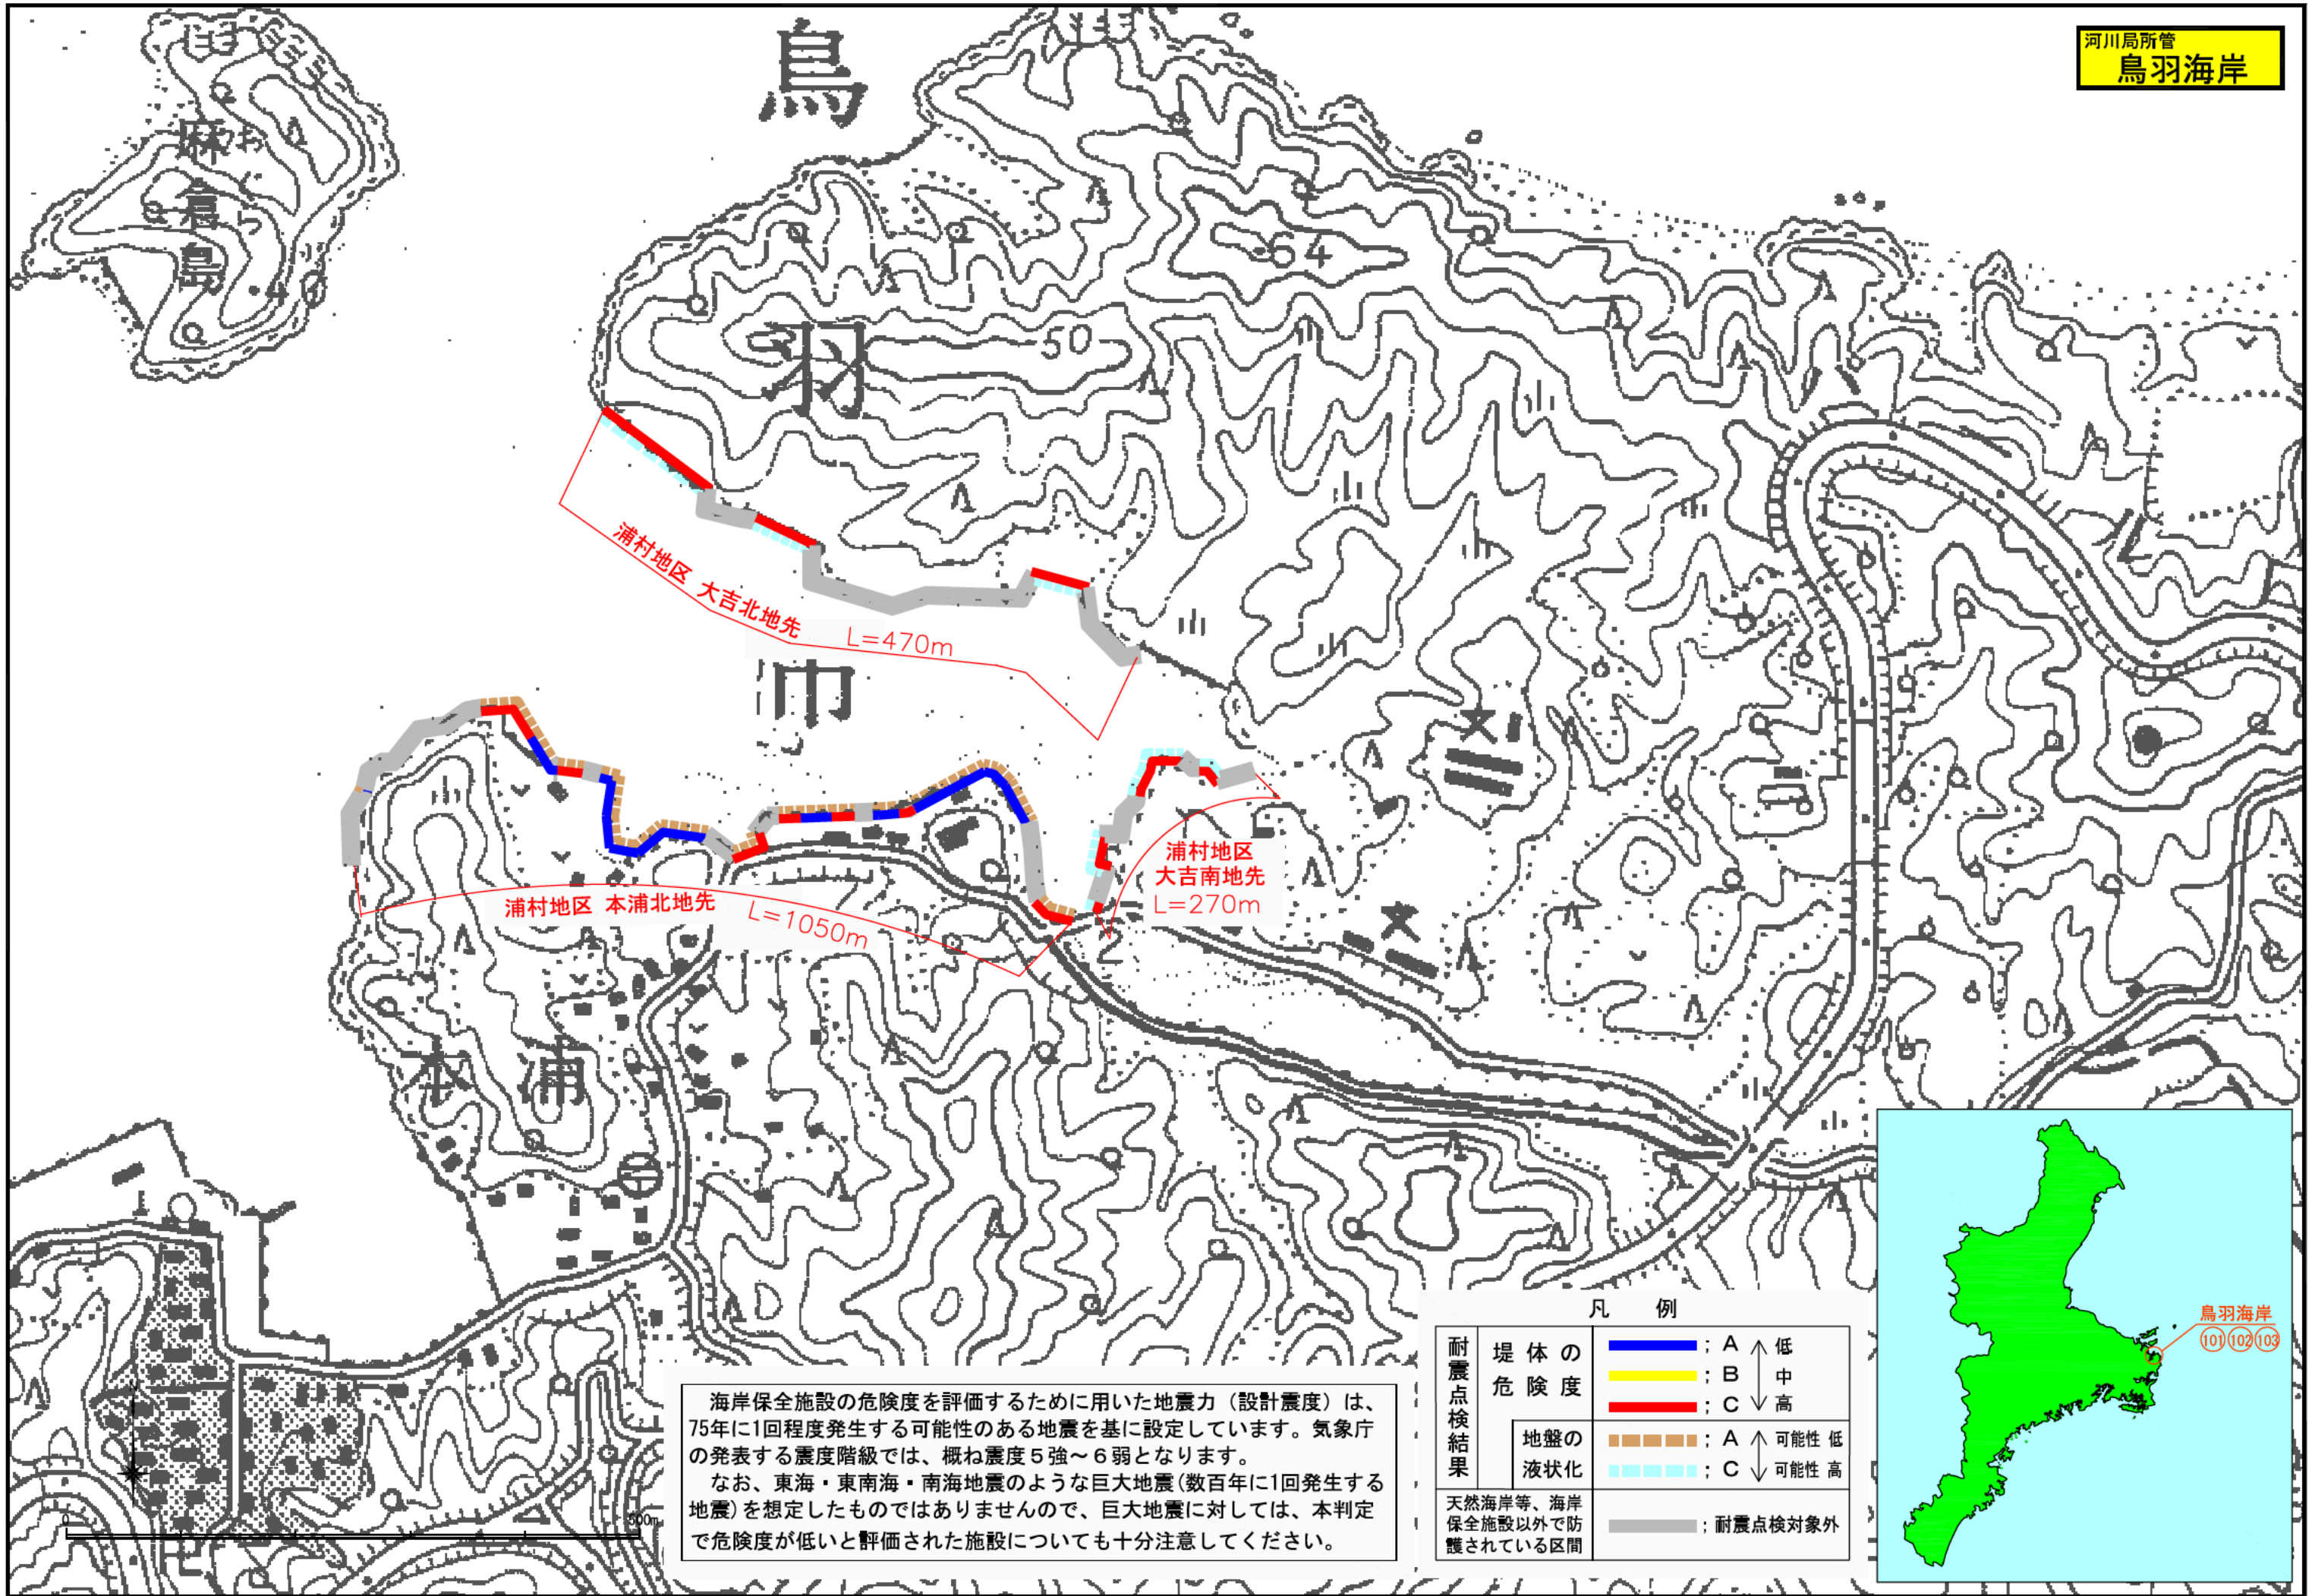 河川局所管
鳥羽海岸
鳥
羽
市
麻倉島
おくら
・64
50
浦村地区 大吉北地先 L=470m
浦村地区 本浦北地先 L=1050m
浦村地区
大吉南地先
L=270m
本浦
0 500m
海岸保全施設の危険度を評価するために用いた地震力（設計震度）は、
75年に1回程度発生する可能性のある地震を基に設定しています。気象庁
の発表する震度階級では、概ね震度５強～６弱となります。
なお、東海・東南海・南海地震のような巨大地震(数百年に1回発生する
地震)を想定したものではありませんので、巨大地震に対しては、本判定
で危険度が低いと評価された施設についても十分注意してください。
凡 例
耐震点検結果
堤体の
危険度
；A 低
；B 中
；C 高
地盤の
液状化
；A 可能性 低
；C 可能性 高
天然海岸等、海岸
保全施設以外で防
護されている区間
；耐震点検対象外
鳥羽海岸
101 102 103